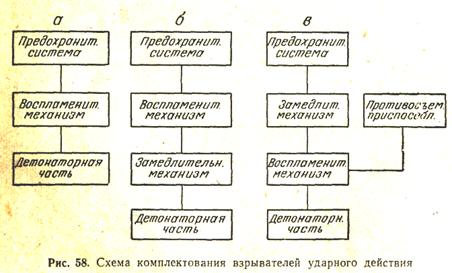 а
б
в
Предохранит.
система
Предохранит.
система
Предохранит.
система
Воспламенит.
механизм
Воспламенит.
механизм
Замедлит.
механизм
Противосъем.
приспособл.
Детонаторная
часть
Замедлительн.
механизм
Воспламенит.
механизм
Детонаторная
часть
Детонаторн.
часть
Рис. 58. Схема комплектования взрывателей ударного действия